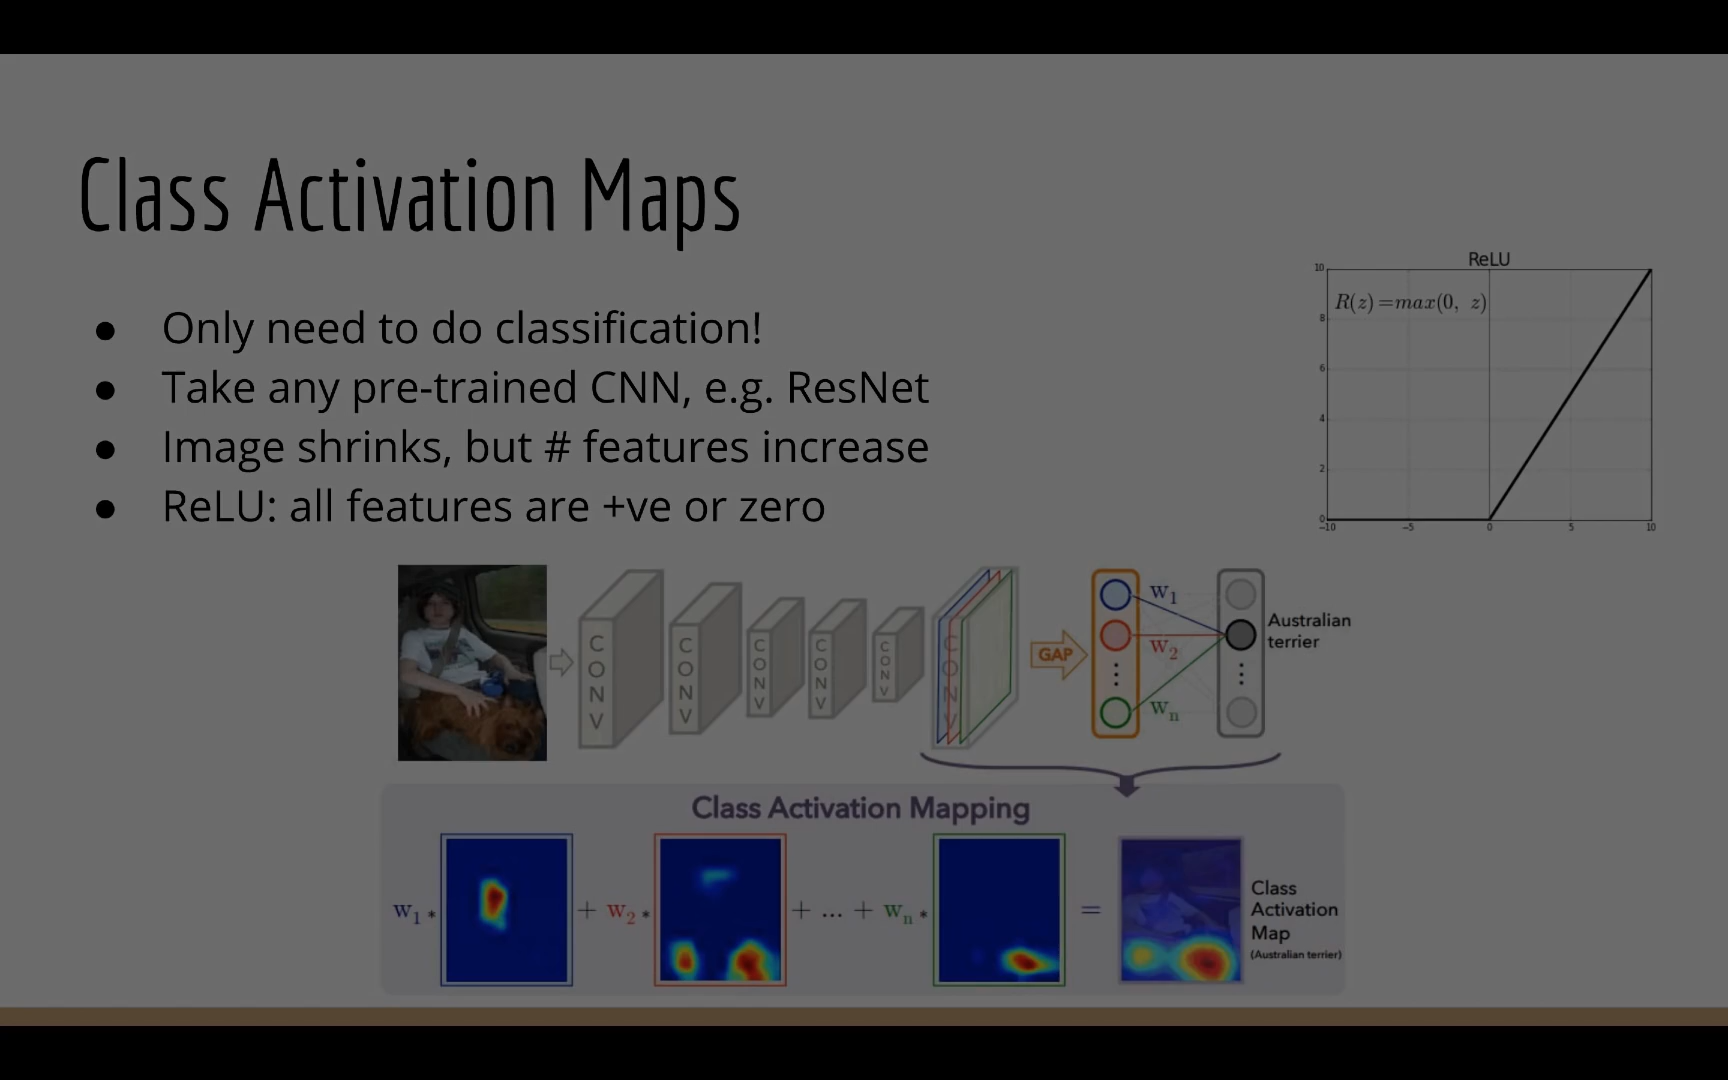 Class Activation Maps
● Only need to do classification!
● Take any pre-trained CNN, e.g. ResNet
● Image shrinks, but # features increase
● ReLU: all features are +ve or zero
ReLU
R(z)=max(0, z)
10
8
6
4
2
0
−10 −5 0 5 10
CONV
CONV
CONV
CONV
CONV
CONV
GAP
w1
w2
wn
Australian
terrier
Class Activation Mapping
w1 * + w2 * + ... + wn * =
Class
Activation
Map
(Australian terrier)